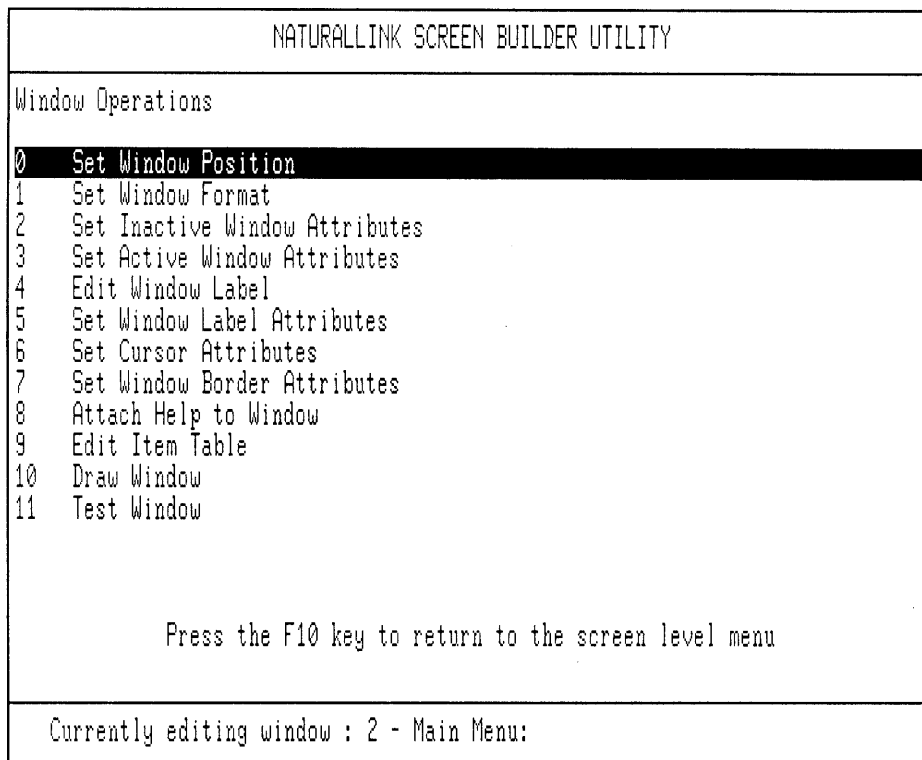 NATURALLINK SCREEN BUILDER UTILITY
Window Operations
0 Set Window Position
1 Set Window Format
2 Set Inactive Window Attributes
3 Set Active Window Attributes
4 Edit Window Label
5 Set Window Label Attributes
6 Set Cursor Attributes
7 Set Window Border Attributes
8 Attach Help to Window
9 Edit Item Table
10 Draw Window
11 Test Window
Press the F10 key to return to the screen level menu
Currently editing window : 2 - Main Menu: